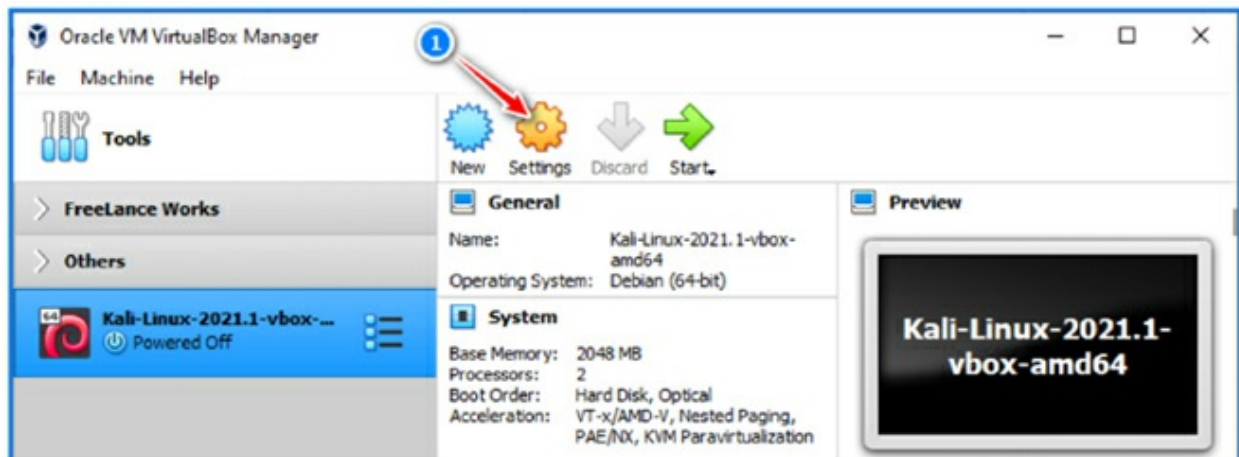 Oracle VM VirtualBox Manager
1
File Machine Help
Tools
New Settings Discard Start
FreeLance Works
Others
64
Kali-Linux-2021.1-vbox-...
Powered Off
General
Name: Kali-Linux-2021.1-vbox-
amd64
Operating System: Debian (64-bit)
System
Base Memory: 2048 MB
Processors: 2
Boot Order: Hard Disk, Optical
Acceleration: VT-x/AMD-V, Nested Paging,
PAE/NX, KVM Paravirtualization
Preview
Kali-Linux-2021.1-
vbox-amd64